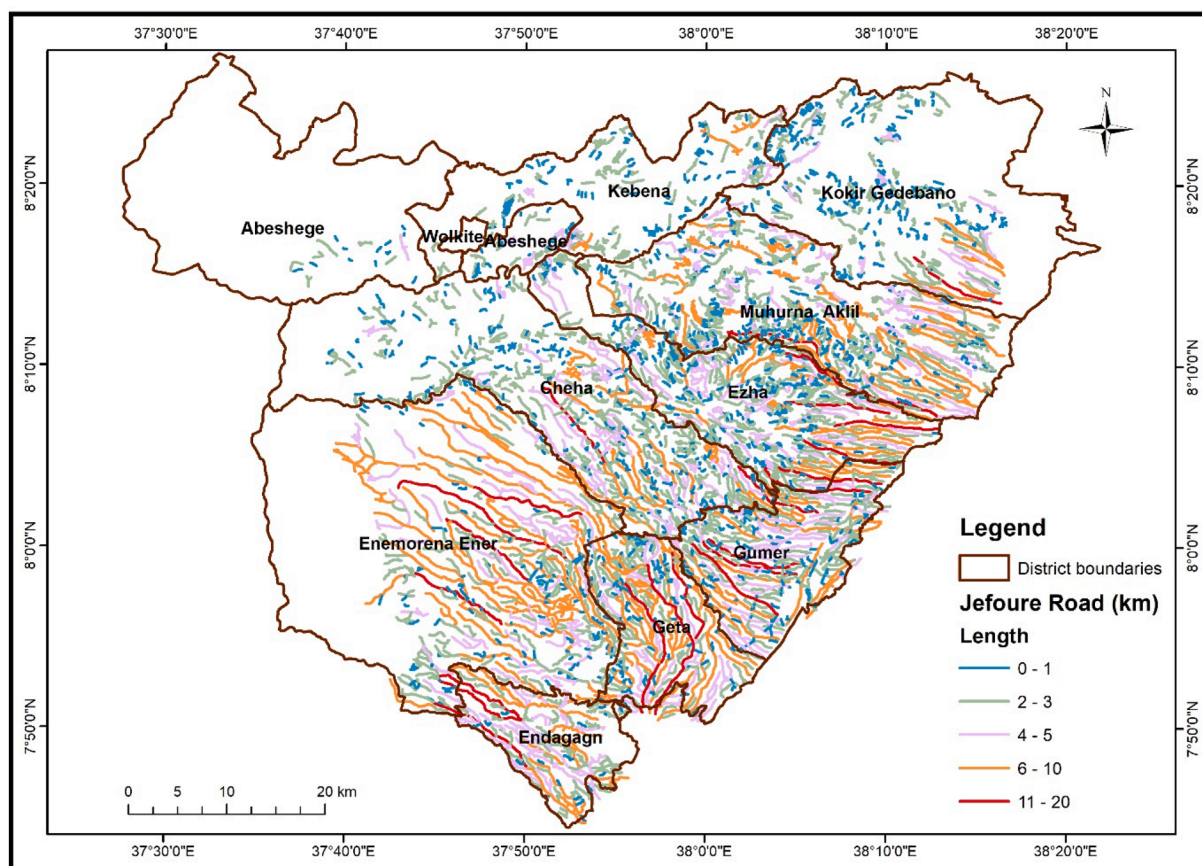 37°30'0"E 37°40'0"E 37°50'0"E 38°0'0"E 38°10'0"E 38°20'0"E
N
8°20'0"N 8°20'0"N
Kebena
Kokir Gedebano
Abeshege
Wolkite
Abeshege
Muhurna Aklil
8°10'0"N 8°10'0"N
Cheha
Ezha
8°0'0"N 8°0'0"N
Enemorena Ener
Gumer
Geta
7°50'0"N 7°50'0"N
Endagagn
Legend
District boundaries
Jefoure Road (km)
Length
0 - 1
2 - 3
4 - 5
6 - 10
11 - 20
0 5 10 20 km
37°30'0"E 37°40'0"E 37°50'0"E 38°0'0"E 38°10'0"E 38°20'0"E